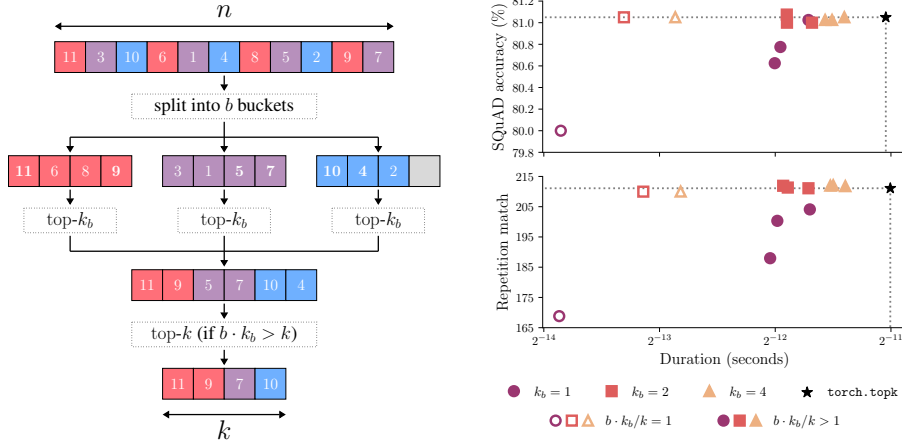 n
11 3 10 6 1 4 8 5 2 9 7
split into b buckets
11 6 8 9 3 1 5 7 10 4 2
top-k_b top-k_b top-k_b
11 9 5 7 10 4
top-k (if b · k_b > k)
11 9 7 10
k
SQuAD accuracy (%)
81.2
81.0
80.8
80.6
80.4
80.2
80.0
79.8
Repetition match
215
205
195
185
175
165
2^−14 2^−13 2^−12 2^−11
Duration (seconds)
k_b = 1 k_b = 2 k_b = 4 torch.topk
b · k_b/k = 1 b · k_b/k > 1